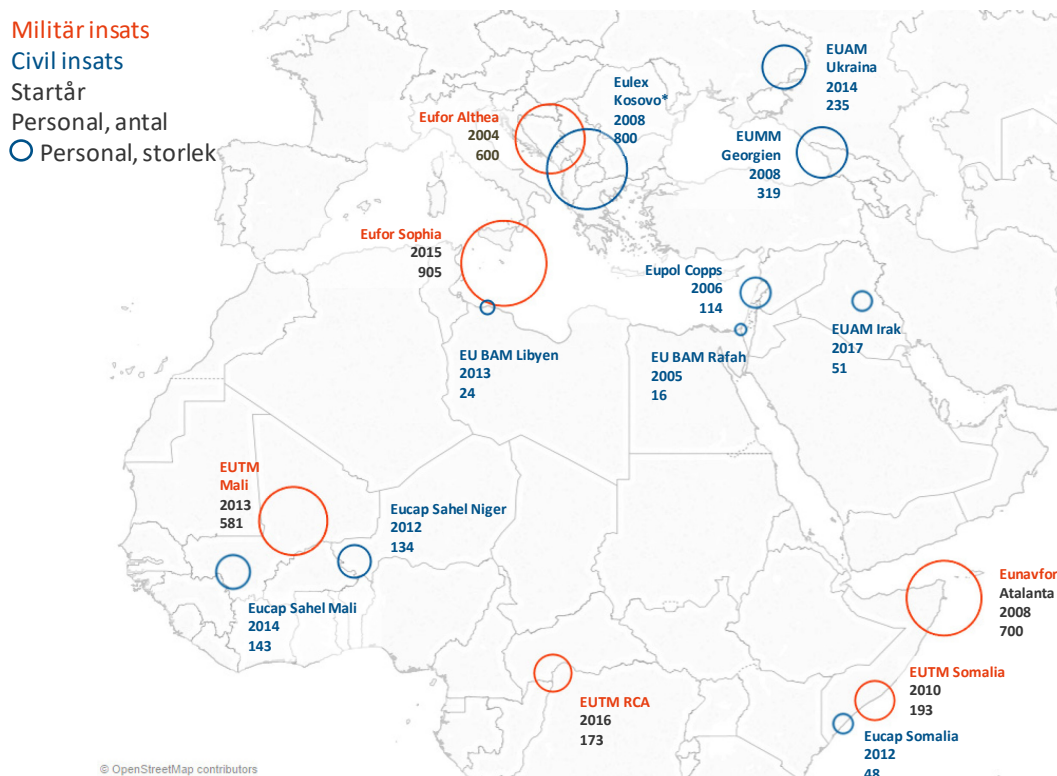 Militär insats
Civil insats
Startår
Personal, antal
Personal, storlek
EUAM
Ukraina
2014
235
Eulex
Kosovo*
2008
800
Eufor Althea
2004
600
EUMM
Georgien
2008
319
Eufor Sophia
2015
905
Eupol Copps
2006
114
EUAM Irak
2017
51
EU BAM Libyen
2013
24
EU BAM Rafah
2005
16
EUTM
Mali
2013
581
Eucap Sahel Niger
2012
134
Eucap Sahel Mali
2014
143
Eunavfor
Atalanta
2008
700
EUTM RCA
2016
173
EUTM Somalia
2010
193
Eucap Somalia
2012
48
© OpenStreetMap contributors